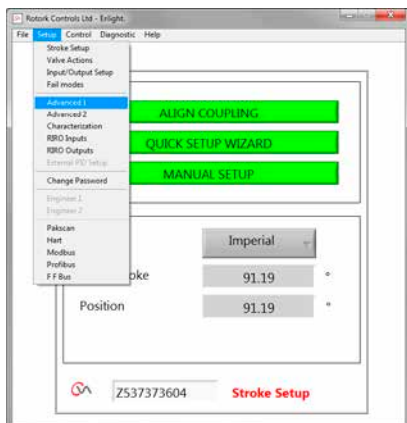 Rotork Controls Ltd - Enlight.
File Setup Control Diagnostic Help
Stroke Setup
Valve Actions
Input/Output Setup
Fail modes
Advanced 1
Advanced 2
Characterization
RIRO Inputs
RIRO Outputs
External PID Setup
Change Password
Engineer 1
Engineer 2
Pakscan
Hart
Modbus
Profibus
F F Bus
ALIGN COUPLING
QUICK SETUP WIZARD
MANUAL SETUP
Imperial
oke 91.19 °
Position 91.19 °
Z537373604 Stroke Setup